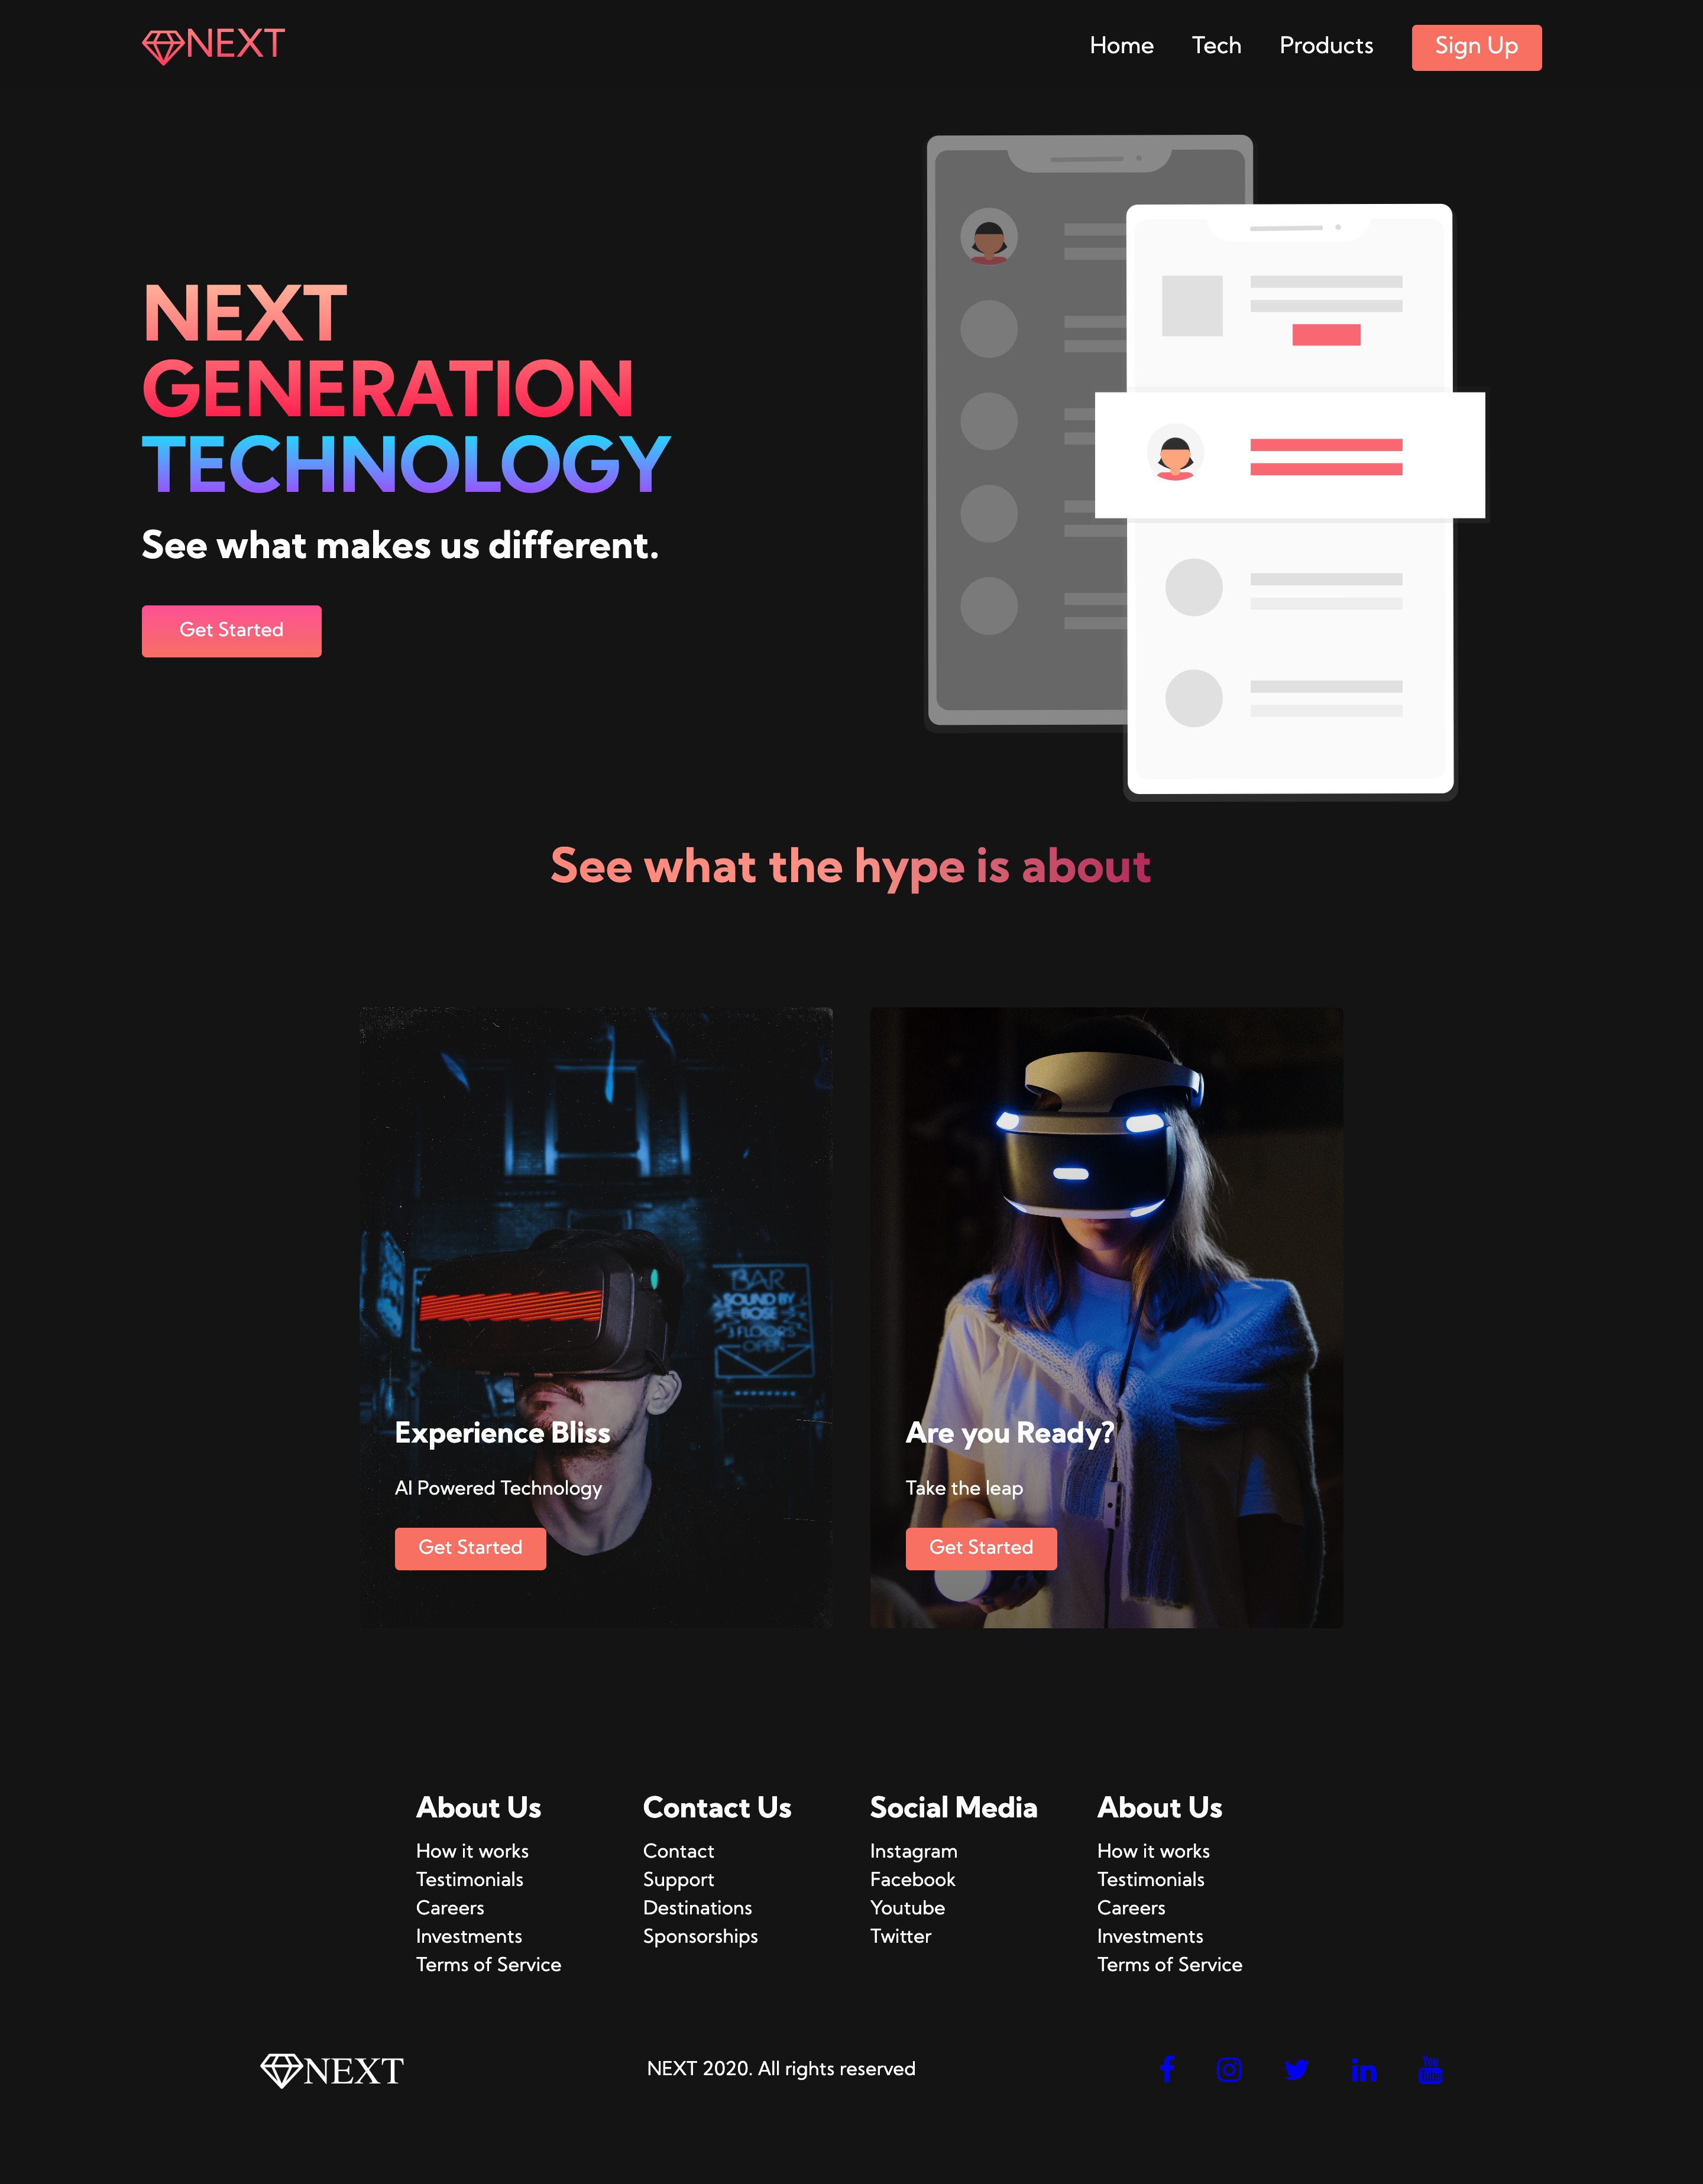 NEXT
Home
Tech
Products
Sign Up
NEXT
GENERATION
TECHNOLOGY
See what makes us different.
Get Started
See what the hype is about
BAR
SOUND BY
BOSE
3 FLOORS
OPEN
Experience Bliss
AI Powered Technology
Get Started
Are you Ready?
Take the leap
Get Started
About Us
How it works
Testimonials
Careers
Investments
Terms of Service
Contact Us
Contact
Support
Destinations
Sponsorships
Social Media
Instagram
Facebook
Youtube
Twitter
About Us
How it works
Testimonials
Careers
Investments
Terms of Service
NEXT
NEXT 2020. All rights reserved
You
Tube